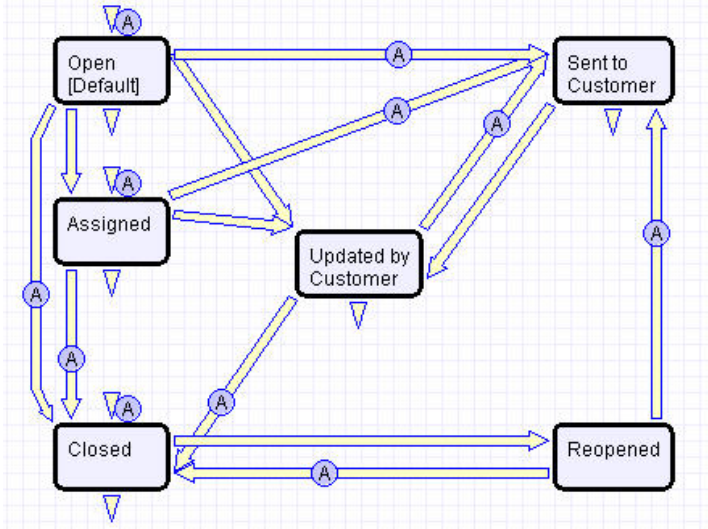 A
Open
[Default]
A
Sent to
Customer
A
A
A
Assigned
Updated by
Customer
A
A
A
A
A
Closed
Reopened
A